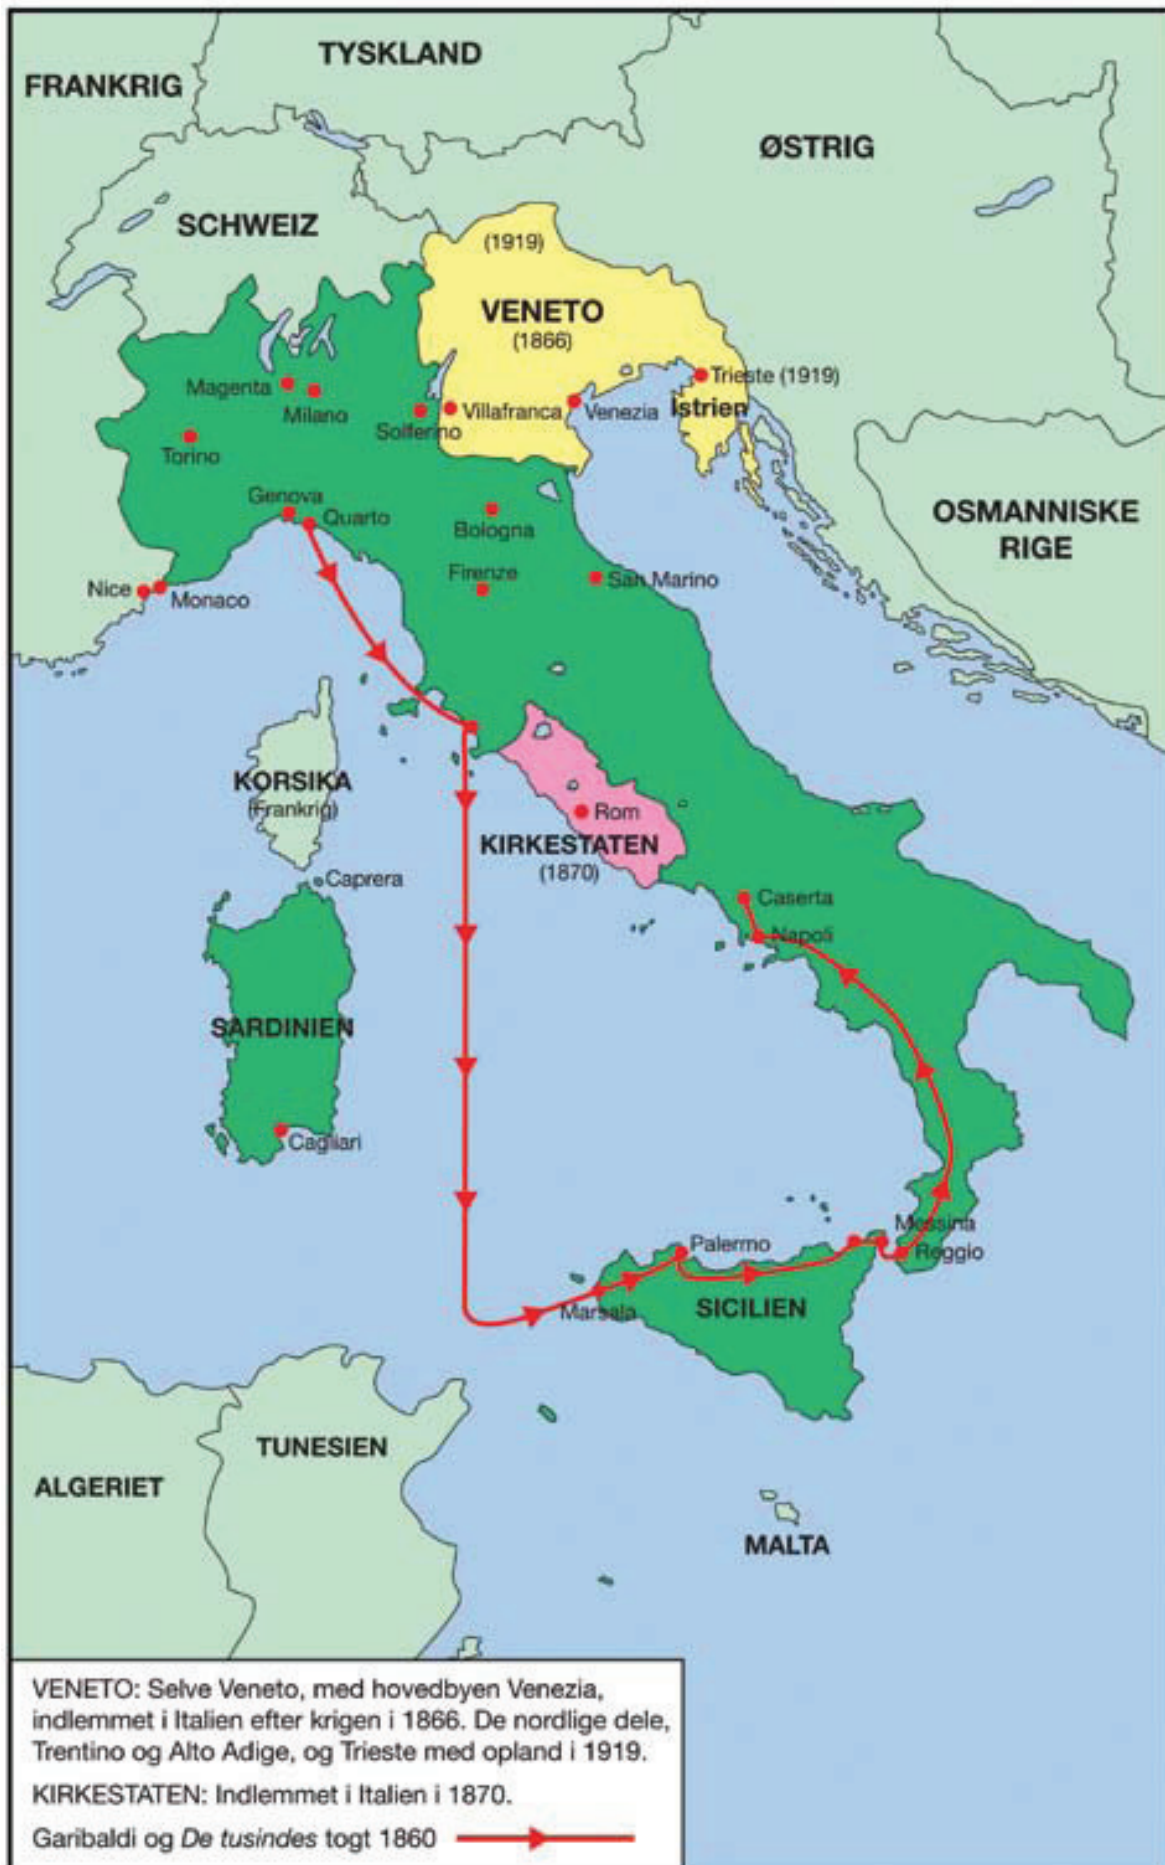 TYSKLAND
FRANKRIG
ØSTRIG
SCHWEIZ
(1919)
VENETO
(1866)
Trieste (1919)
Istrien
Magenta
Milano
Solferino
Villafranca
Venezia
Torino
Genova
Quarto
Bologna
OSMANNISKE
RIGE
Firenze
San Marino
Nice
Monaco
KORSIKA
(Frankrig)
Rom
KIRKESTATEN
(1870)
Caprera
Caserta
Napoli
SARDINIEN
Cagliari
Messina
Reggio
Palermo
Marsala
SICILIEN
TUNESIEN
ALGERIET
MALTA
VENETO: Selve Veneto, med hovedbyen Venezia,
indlemmet i Italien efter krigen i 1866. De nordlige dele,
Trentino og Alto Adige, og Trieste med opland i 1919.
KIRKESTATEN: Indlemmet i Italien i 1870.
Garibaldi og De tusindes togt 1860